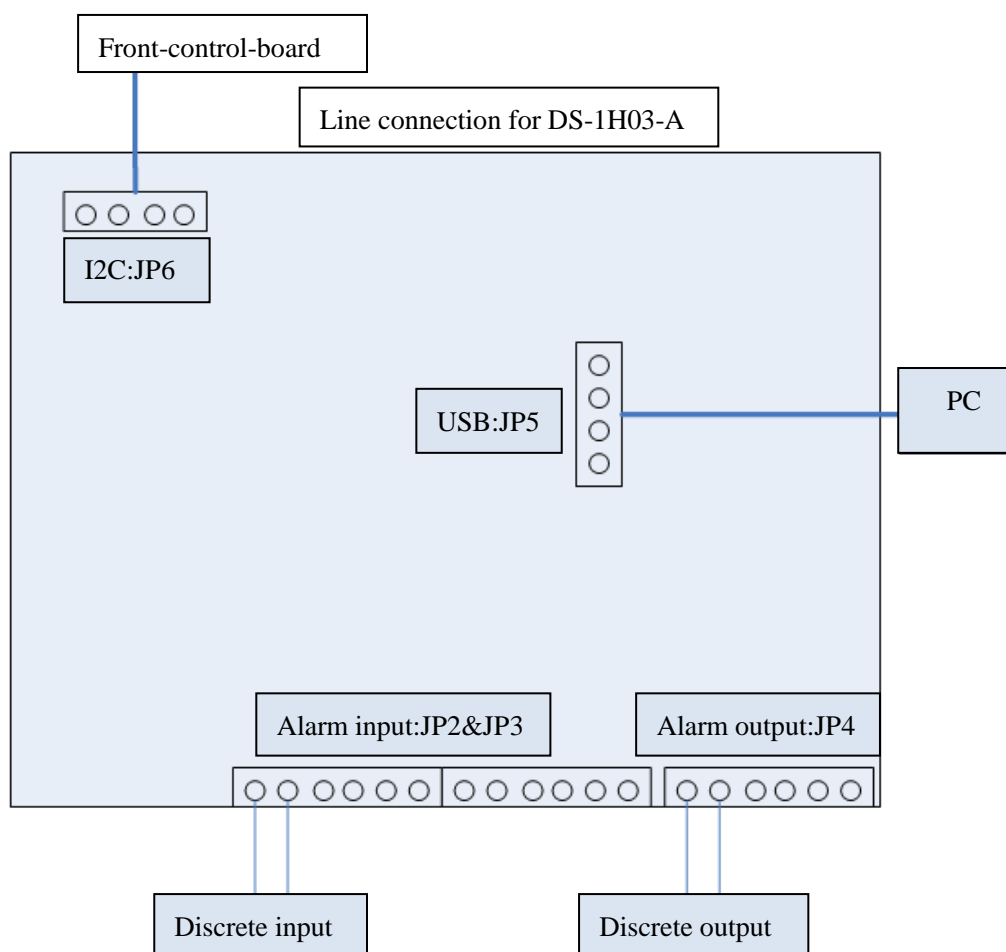 Front-control-board
Line connection for DS-1H03-A
I2C:JP6
USB:JP5
PC
Alarm input:JP2&JP3
Alarm output:JP4
Discrete input
Discrete output